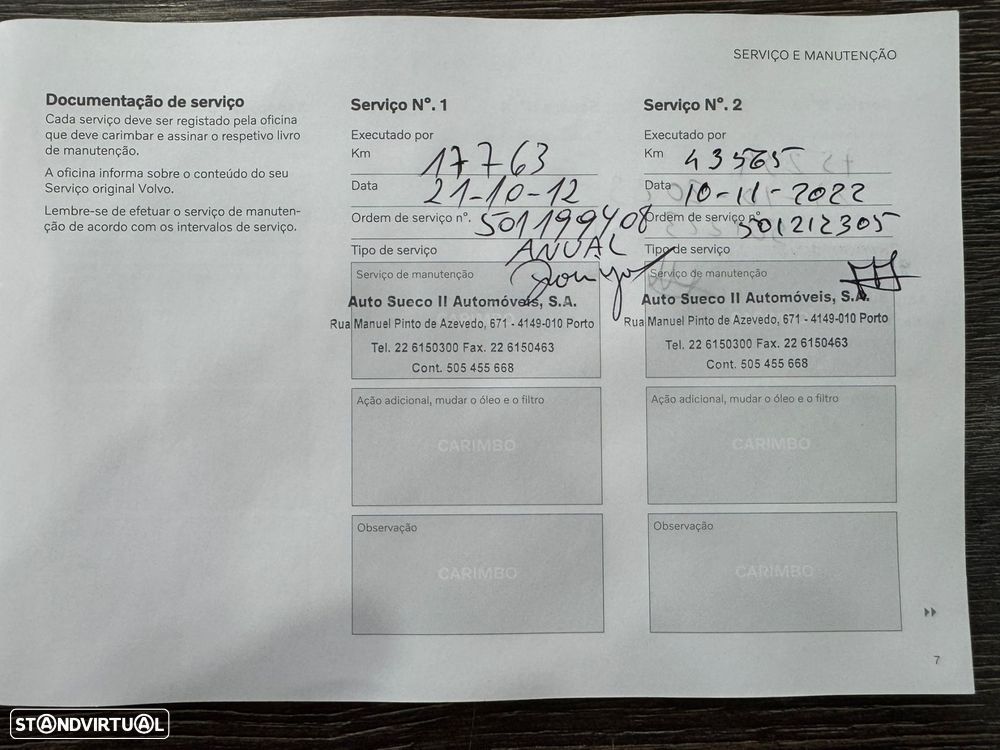 SERVIÇO E MANUTENÇÃO
Documentação de serviço
Cada serviço deve ser registado pela oficina
que deve carimbar e assinar o respetivo livro
de manutenção.
A oficina informa sobre o conteúdo do seu
Serviço original Volvo.
Lembre-se de efetuar o serviço de manuten-
ção de acordo com os intervalos de serviço.
Serviço Nº. 1
Executado por
Km 17763
Data 21-10-12
Ordem de serviço nº. 501199408
Tipo de serviço ANUAL
Serviço de manutenção
Auto Sueco II Automóveis, S.A.
Rua Manuel Pinto de Azevedo, 671 - 4149-010 Porto
Tel. 22 6150300 Fax. 22 6150463
Cont. 505 455 668
Ação adicional, mudar o óleo e o filtro
CARIMBO
Observação
CARIMBO
Serviço Nº. 2
Executado por
Km 43565
Data 10-11-2022
Ordem de serviço nº 501212305
Tipo de serviço
Serviço de manutenção
Auto Sueco II Automóveis, S.A.
Rua Manuel Pinto de Azevedo, 671 - 4149-010 Porto
Tel. 22 6150300 Fax. 22 6150463
Cont. 505 455 668
Ação adicional, mudar o óleo e o filtro
CARIMBO
Observação
CARIMBO
7
STANDVIRTUAL